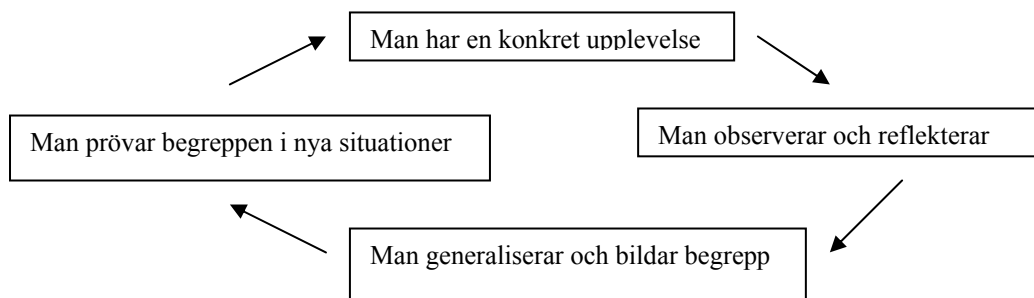 Man har en konkret upplevelse
Man prövar begreppen i nya situationer
Man observerar och reflekterar
Man generaliserar och bildar begrepp